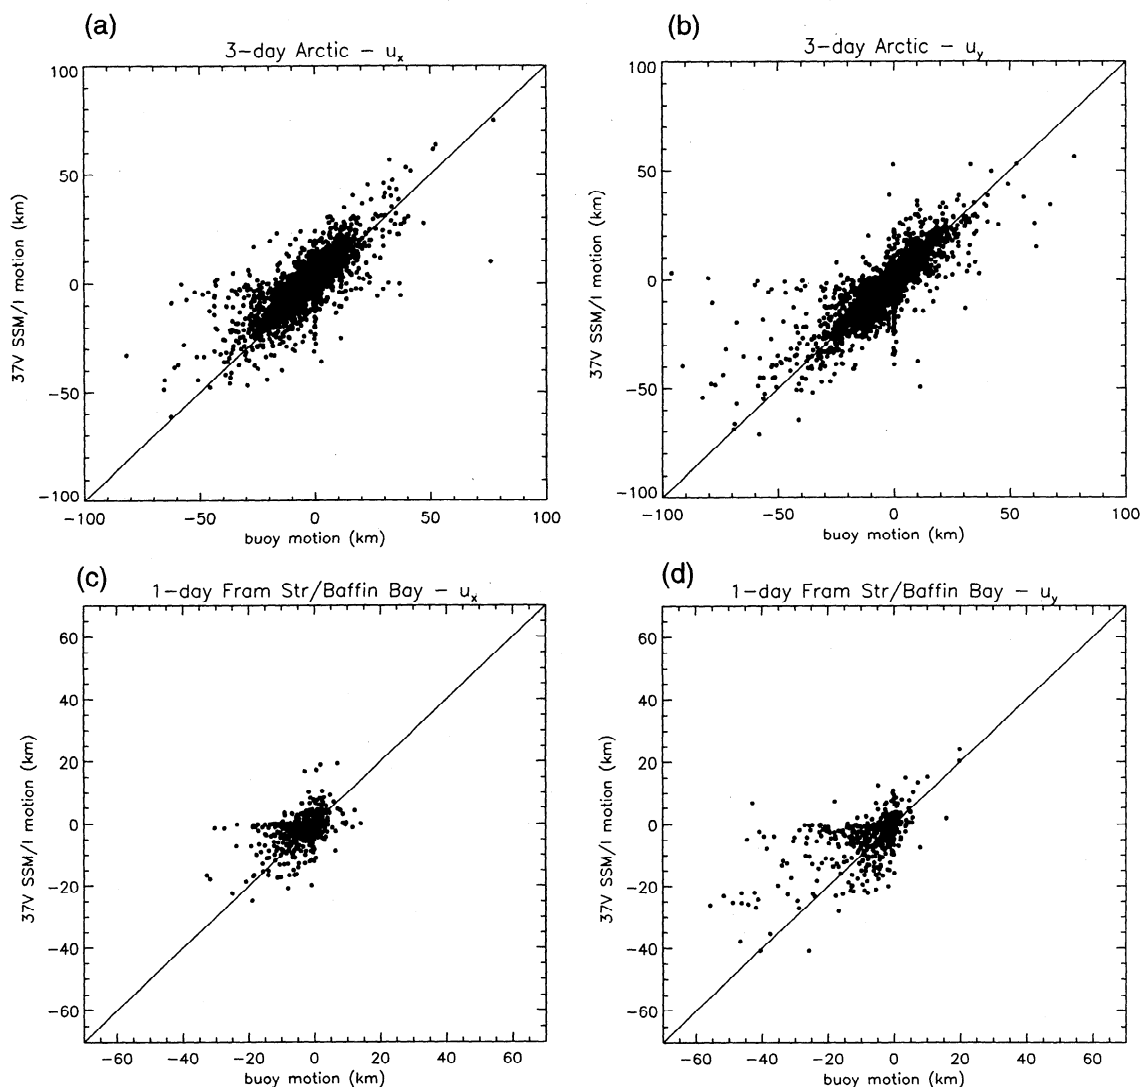 (a)
3-day Arctic - u_x
100
50
0
-50
-100
37V SSM/I motion (km)
-100 -50 0 50 100
buoy motion (km)
(b)
3-day Arctic - u_y
100
50
0
-50
-100
37V SSM/I motion (km)
-100 -50 0 50 100
buoy motion (km)
(c)
1-day Fram Str/Baffin Bay - u_x
60
40
20
0
-20
-40
-60
37V SSM/I motion (km)
-60 -40 -20 0 20 40 60
buoy motion (km)
(d)
1-day Fram Str/Baffin Bay - u_y
60
40
20
0
-20
-40
-60
37V SSM/I motion (km)
-60 -40 -20 0 20 40 60
buoy motion (km)